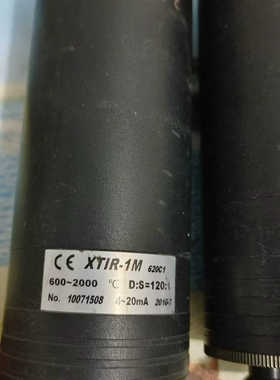 CE XTIR-1M 620C1
600~2000 °C D:S=120:1
No. 10071508 4~20mA